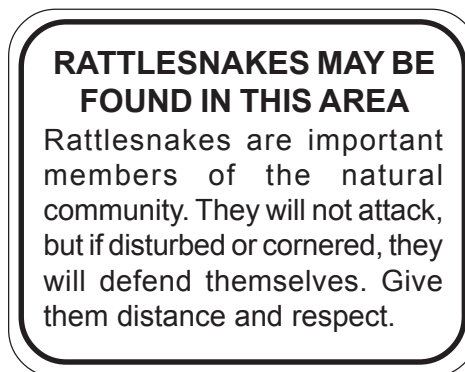 RATTLESNAKES MAY BE
FOUND IN THIS AREA
Rattlesnakes are important
members of the natural
community. They will not attack,
but if disturbed or cornered, they
will defend themselves. Give
them distance and respect.